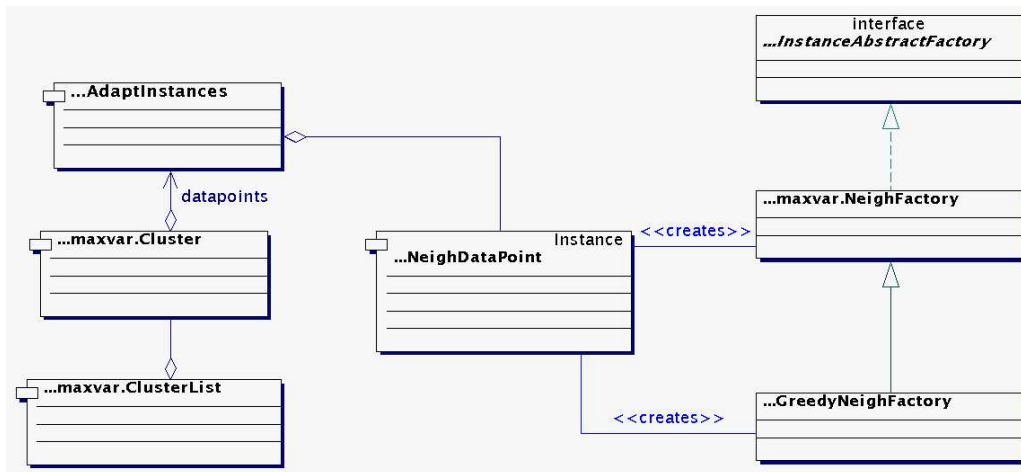 interface
...InstanceAbstractFactory
...AdaptInstances
datapoints
...maxvar.NeighFactory
...maxvar.Cluster
Instance
...NeighDataPoint
<<creates>>
...maxvar.ClusterList
...GreedyNeighFactory
<<creates>>